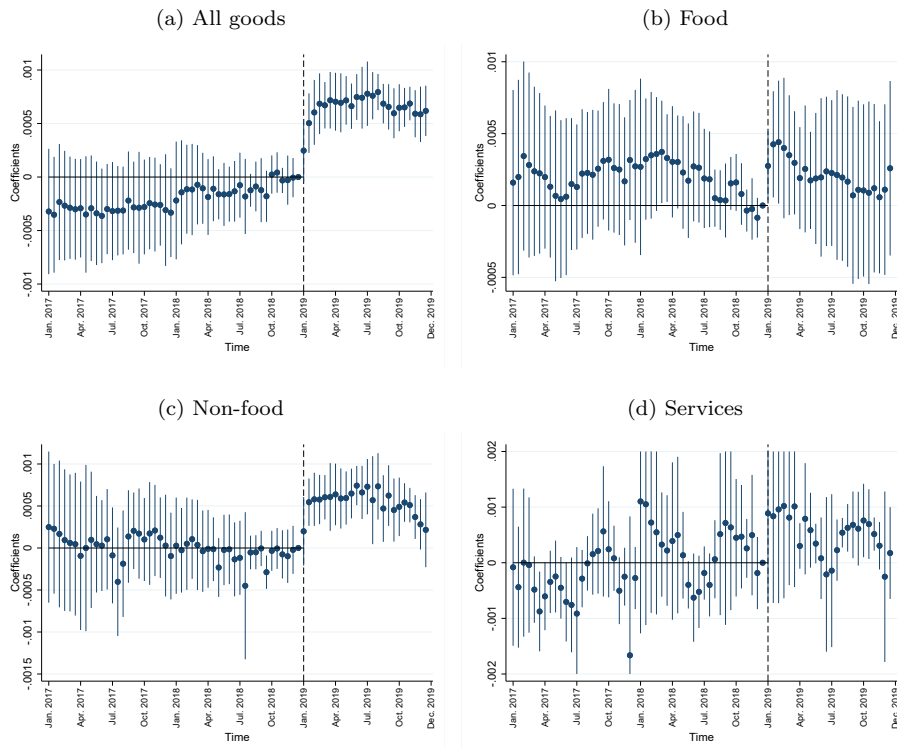 (a) All goods
.001
.0005
0
-.0005
-.001
Coefficients
Jan. 2017
Apr. 2017
Jul. 2017
Oct. 2017
Jan. 2018
Apr. 2018
Jul. 2018
Oct. 2018
Jan. 2019
Apr. 2019
Jul. 2019
Oct. 2019
Dec. 2019
Time
(b) Food
.001
.0005
0
-.0005
Coefficients
Jan. 2017
Apr. 2017
Jul. 2017
Oct. 2017
Jan. 2018
Apr. 2018
Jul. 2018
Oct. 2018
Jan. 2019
Apr. 2019
Jul. 2019
Oct. 2019
Dec. 2019
Time
(c) Non-food
.001
.0005
0
-.0005
-.001
-.0015
Coefficients
Jan. 2017
Apr. 2017
Jul. 2017
Oct. 2017
Jan. 2018
Apr. 2018
Jul. 2018
Oct. 2018
Jan. 2019
Apr. 2019
Jul. 2019
Oct. 2019
Dec. 2019
Time
(d) Services
.002
.001
0
-.001
-.002
Coefficients
Jan. 2017
Apr. 2017
Jul. 2017
Oct. 2017
Jan. 2018
Apr. 2018
Jul. 2018
Oct. 2018
Jan. 2019
Apr. 2019
Jul. 2019
Oct. 2019
Dec. 2019
Time